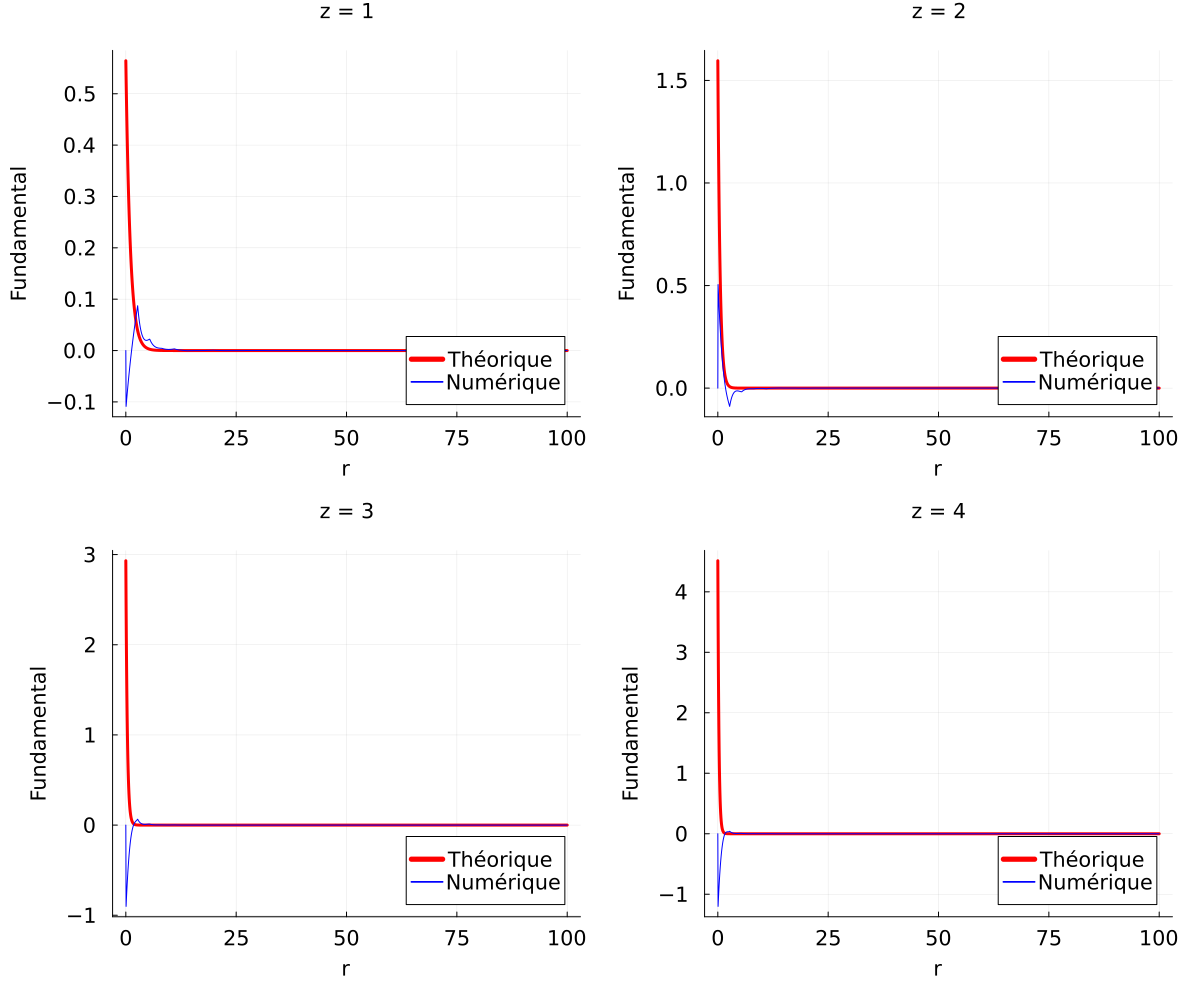 z = 1
Fundamental
0.5
0.4
0.3
0.2
0.1
0.0
−0.1
0
25
50
75
100
r
Théorique
Numérique
z = 2
Fundamental
1.5
1.0
0.5
0.0
0
25
50
75
100
r
Théorique
Numérique
z = 3
Fundamental
3
2
1
0
−1
0
25
50
75
100
r
Théorique
Numérique
z = 4
Fundamental
4
3
2
1
0
−1
0
25
50
75
100
r
Théorique
Numérique